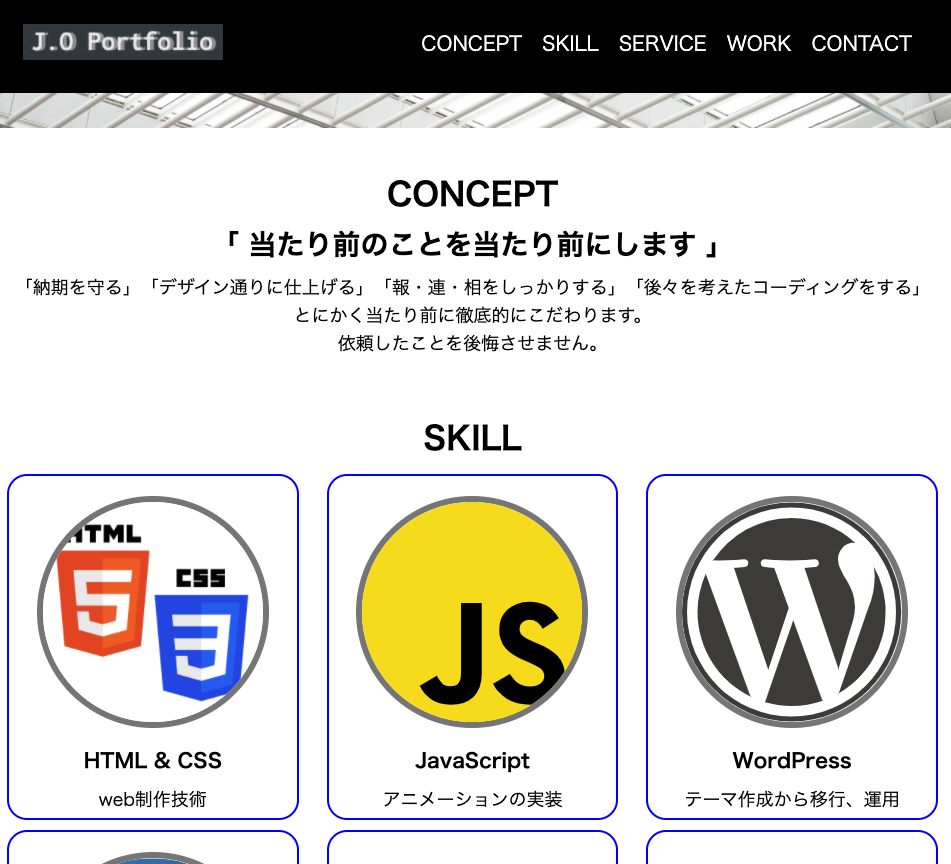 J.O Portfolio
CONCEPT SKILL SERVICE WORK CONTACT
CONCEPT
「 当たり前のことを当たり前にします 」
「納期を守る」「デザイン通りに仕上げる」「報・連・相をしっかりする」「後々を考えたコーディングをする」
とにかく当たり前に徹底的にこだわります。
依頼したことを後悔させません。
SKILL
HTML
5
CSS
3
JS
W
HTML & CSS
JavaScript
WordPress
web制作技術
アニメーションの実装
テーマ作成から移行、運用